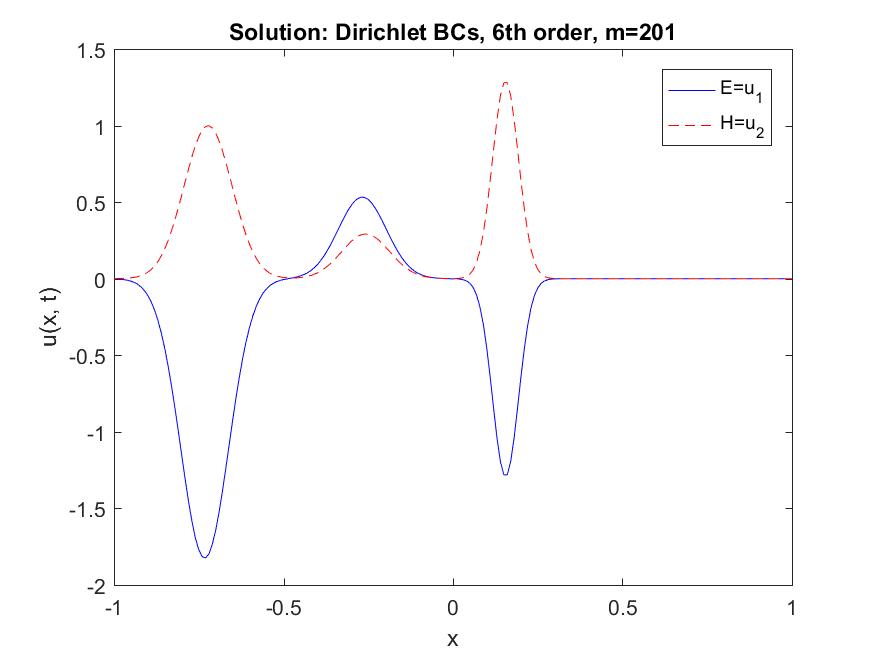 Solution: Dirichlet BCs, 6th order, m=201
E=u1
H=u2
u(x, t)
1.5
1
0.5
0
-0.5
-1
-1.5
-2
-1
-0.5
0
0.5
1
x